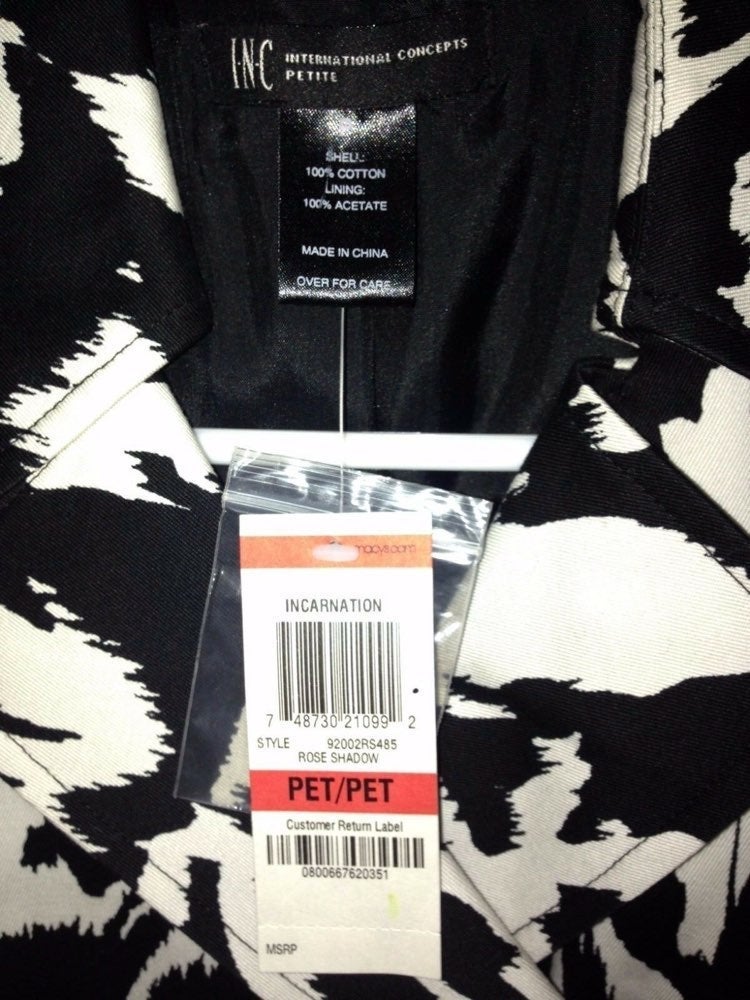 I·N·C INTERNATIONAL CONCEPTS
PETITE
SHELL:
100% COTTON
LINING:
100% ACETATE
MADE IN CHINA
OVER FOR CARE
macys.com
INCARNATION
7 48730 21099 2
STYLE 92002RS485
ROSE SHADOW
PET/PET
Customer Return Label
0800667620351
MSRP